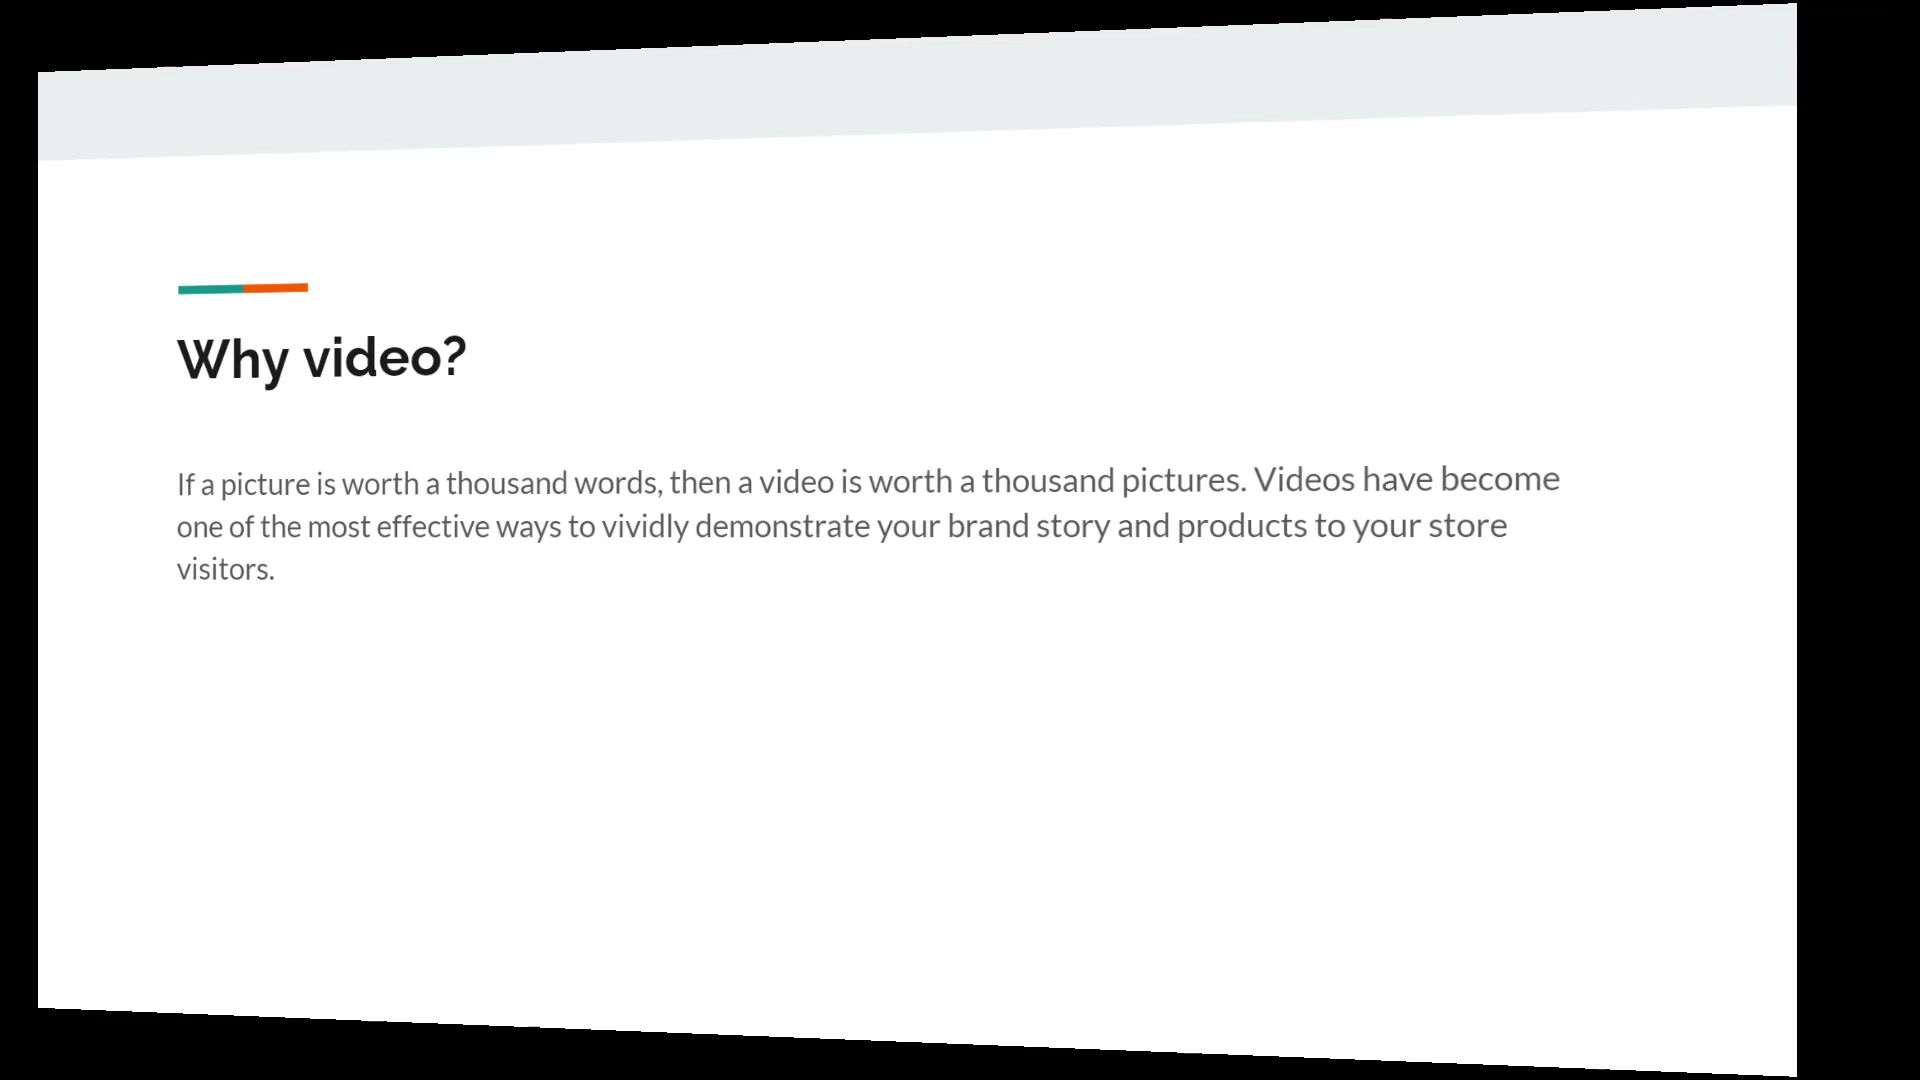 Why video?
If a picture is worth a thousand words, then a video is worth a thousand pictures. Videos have become
one of the most effective ways to vividly demonstrate your brand story and products to your store
visitors.